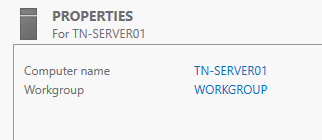 PROPERTIES
For TN-SERVER01
Computer name TN-SERVER01
Workgroup WORKGROUP